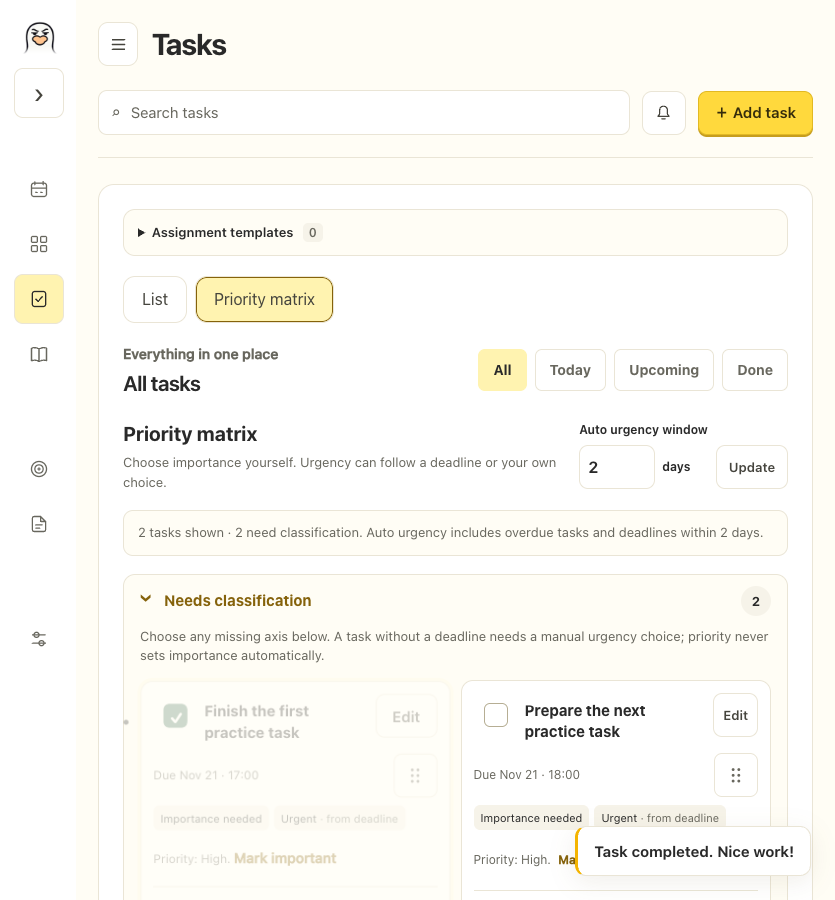 Tasks
Search tasks
+ Add task
Assignment templates 0
List
Priority matrix
Everything in one place
All tasks
All
Today
Upcoming
Done
Priority matrix
Choose importance yourself. Urgency can follow a deadline or your own
choice.
Auto urgency window
2 days
Update
2 tasks shown · 2 need classification. Auto urgency includes overdue tasks and deadlines within 2 days.
Needs classification
2
Choose any missing axis below. A task without a deadline needs a manual urgency choice; priority never
sets importance automatically.
Finish the first
practice task
Edit
Due Nov 21 · 17:00
Importance needed
Urgent · from deadline
Priority: High. Mark important
Prepare the next
practice task
Edit
Due Nov 21 · 18:00
Importance needed
Urgent · from deadline
Priority: High.
Task completed. Nice work!